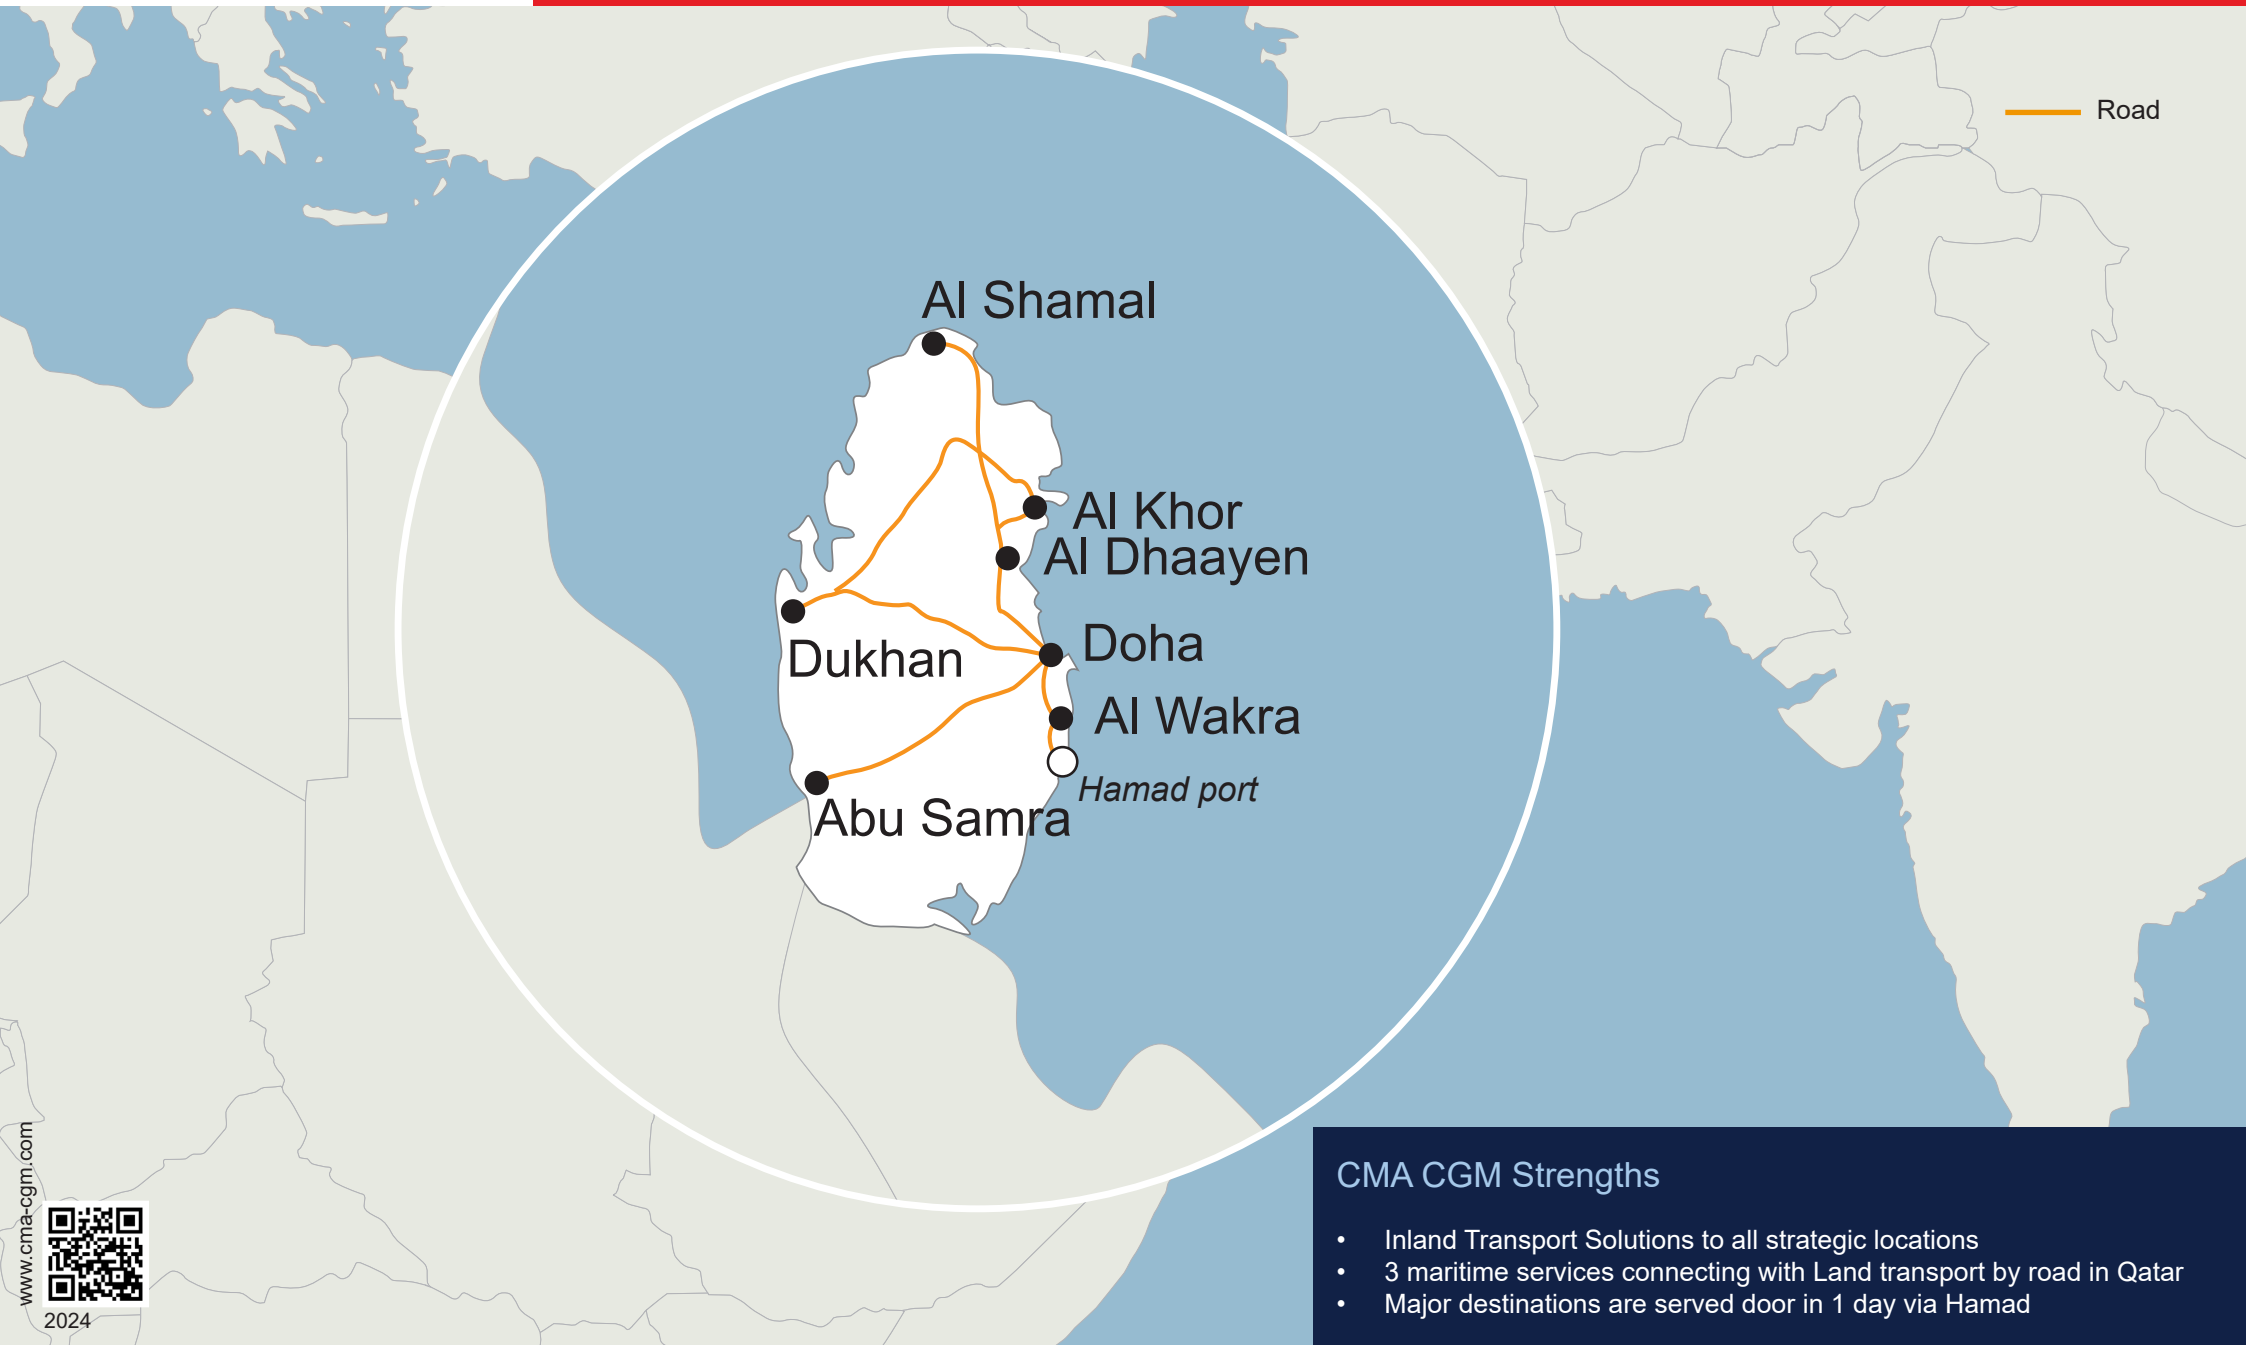 Road
Al Shamal
Al Khor
Al Dhaayen
Doha
Dukhan
Al Wakra
Hamad port
Abu Samra
CMA CGM Strengths
• Inland Transport Solutions to all strategic locations
• 3 maritime services connecting with Land transport by road in Qatar
• Major destinations are served door in 1 day via Hamad
www.cma-cgm.com
2024